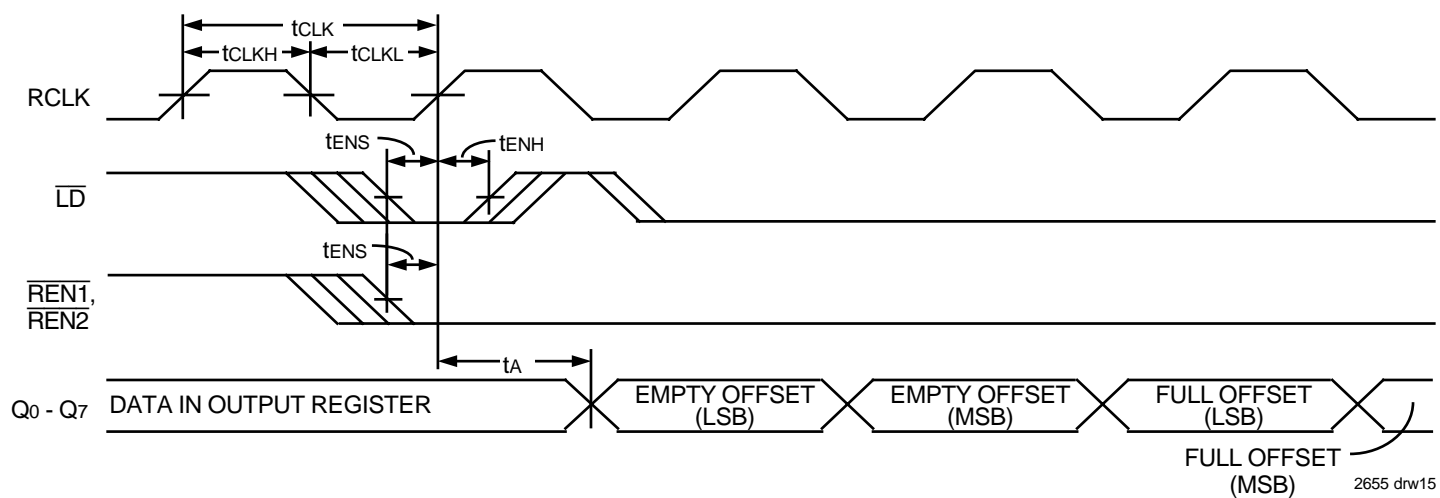 tCLK
tCLKH
tCLKL
RCLK
tENS
tENH
LD
tENS
REN1,
REN2
tA
Q0 - Q7
DATA IN OUTPUT REGISTER
EMPTY OFFSET
(LSB)
EMPTY OFFSET
(MSB)
FULL OFFSET
(LSB)
FULL OFFSET
(MSB)
2655 drw15